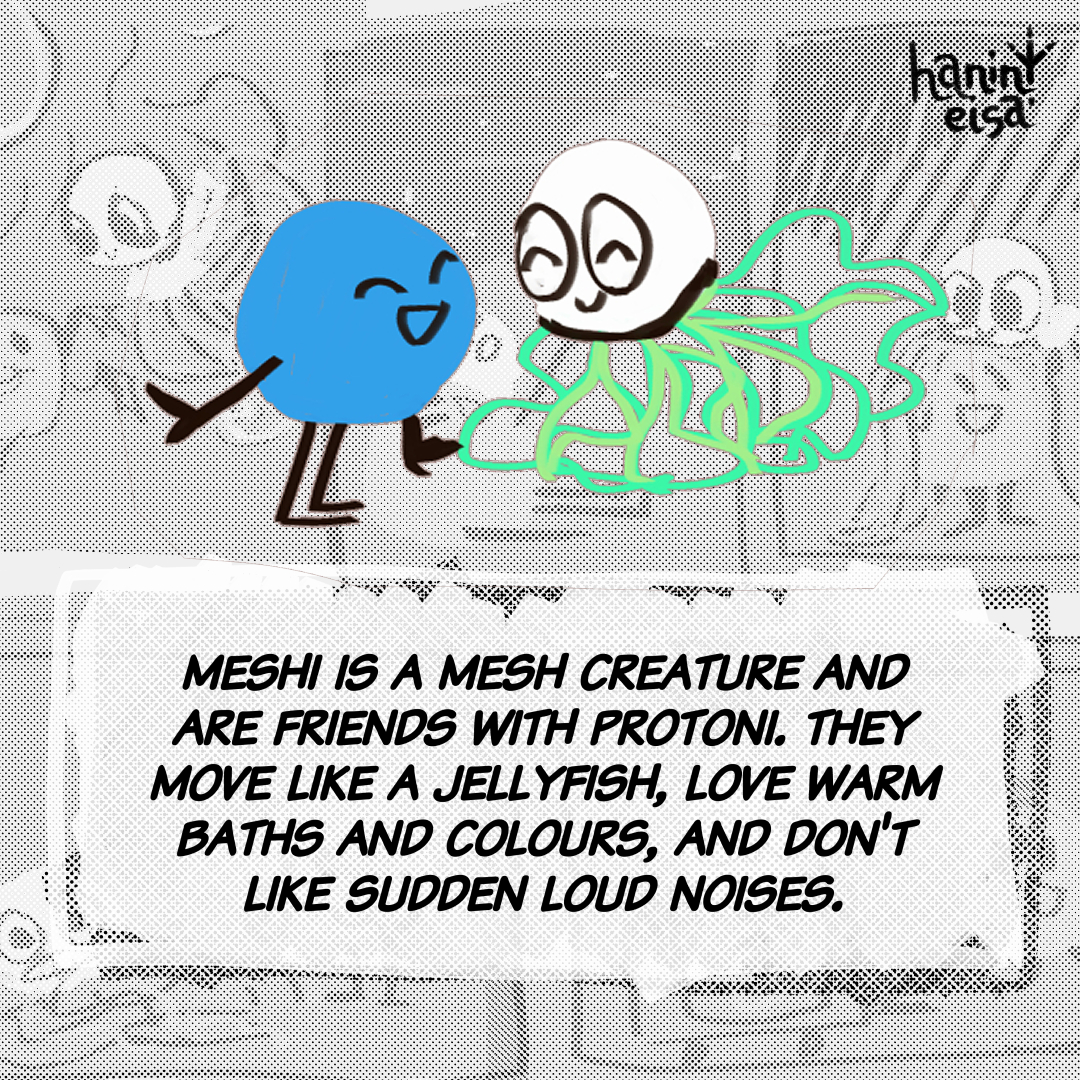 hanini
eisa
MESHI IS A MESH CREATURE AND
ARE FRIENDS WITH PROTONI. THEY
MOVE LIKE A JELLYFISH, LOVE WARM
BATHS AND COLOURS, AND DON'T
LIKE SUDDEN LOUD NOISES.